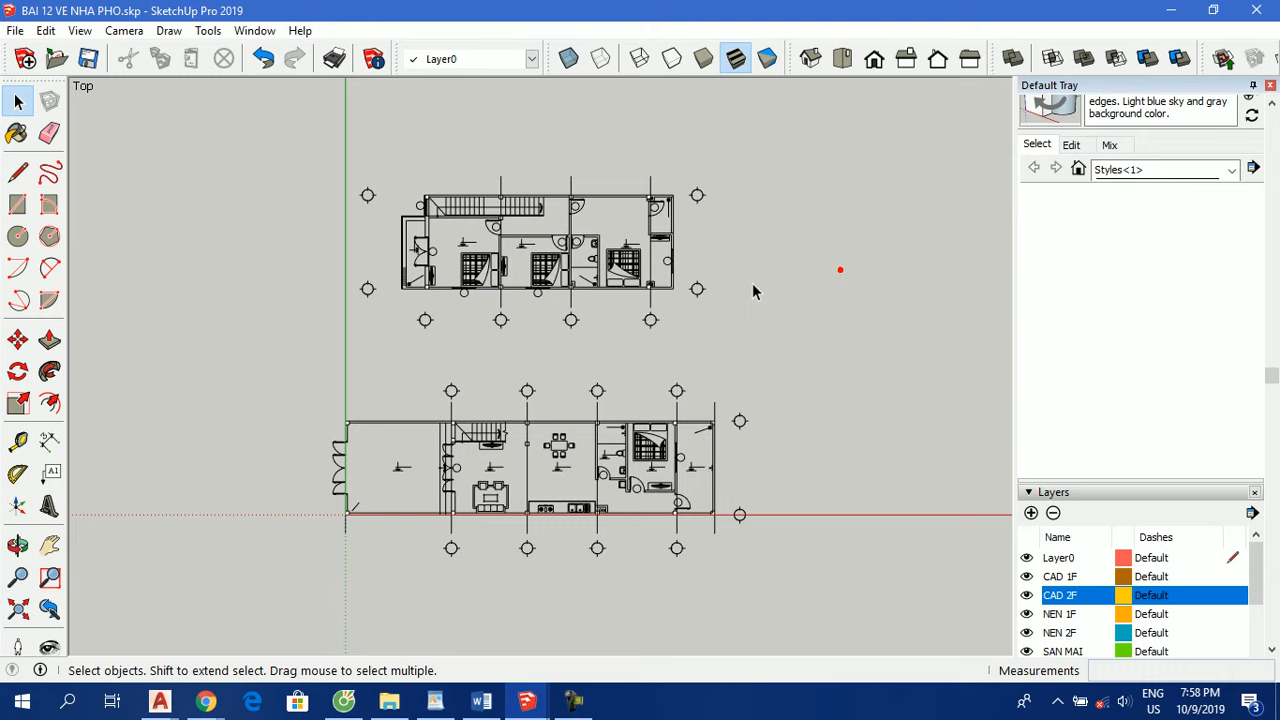 BAI 12 VE NHA PHO.skp - SketchUp Pro 2019
File Edit View Camera Draw Tools Window Help
Layer0
Top
Default Tray
edges. Light blue sky and gray
background color.
Select Edit Mix
Styles<1>
A1
Layers
Name Dashes
Layer0 Default
CAD 1F Default
CAD 2F Default
NEN 1F Default
NEN 2F Default
SAN MAI Default
Select objects. Shift to extend select. Drag mouse to select multiple.
Measurements
ENG 7:58 PM
US 10/9/2019
3